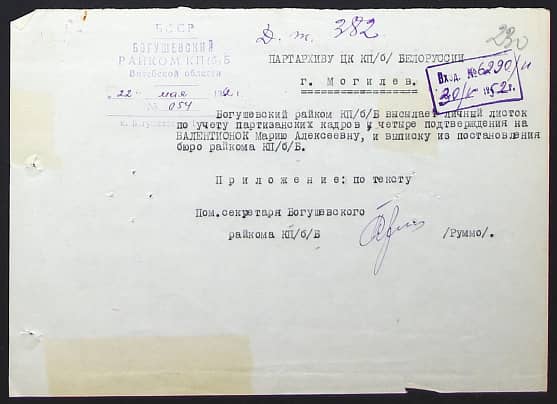 Д. т. 382
230
БССР
БОГУШЕВСКИЙ
РАЙКОМ КП(б)Б
Витебской области
22 мая
№ 054
ПАРТАРХИВУ ЦК КП/б/ БЕЛОРУССИИ
г. Могилев.
Вход. №6290/
30/ 1952г.
Богушевский райком КП/б/Б высылает личный листок
по учету партизанских кадров и четыре подтверждения на
ВАЛЕНТИОНОК Марию Алексеевну, и выписку из постановления
бюро райкома КП/б/Б.
Приложение: по тексту
Пом. секретаря Богушевского
райкома КП/б/Б /Руммо/.